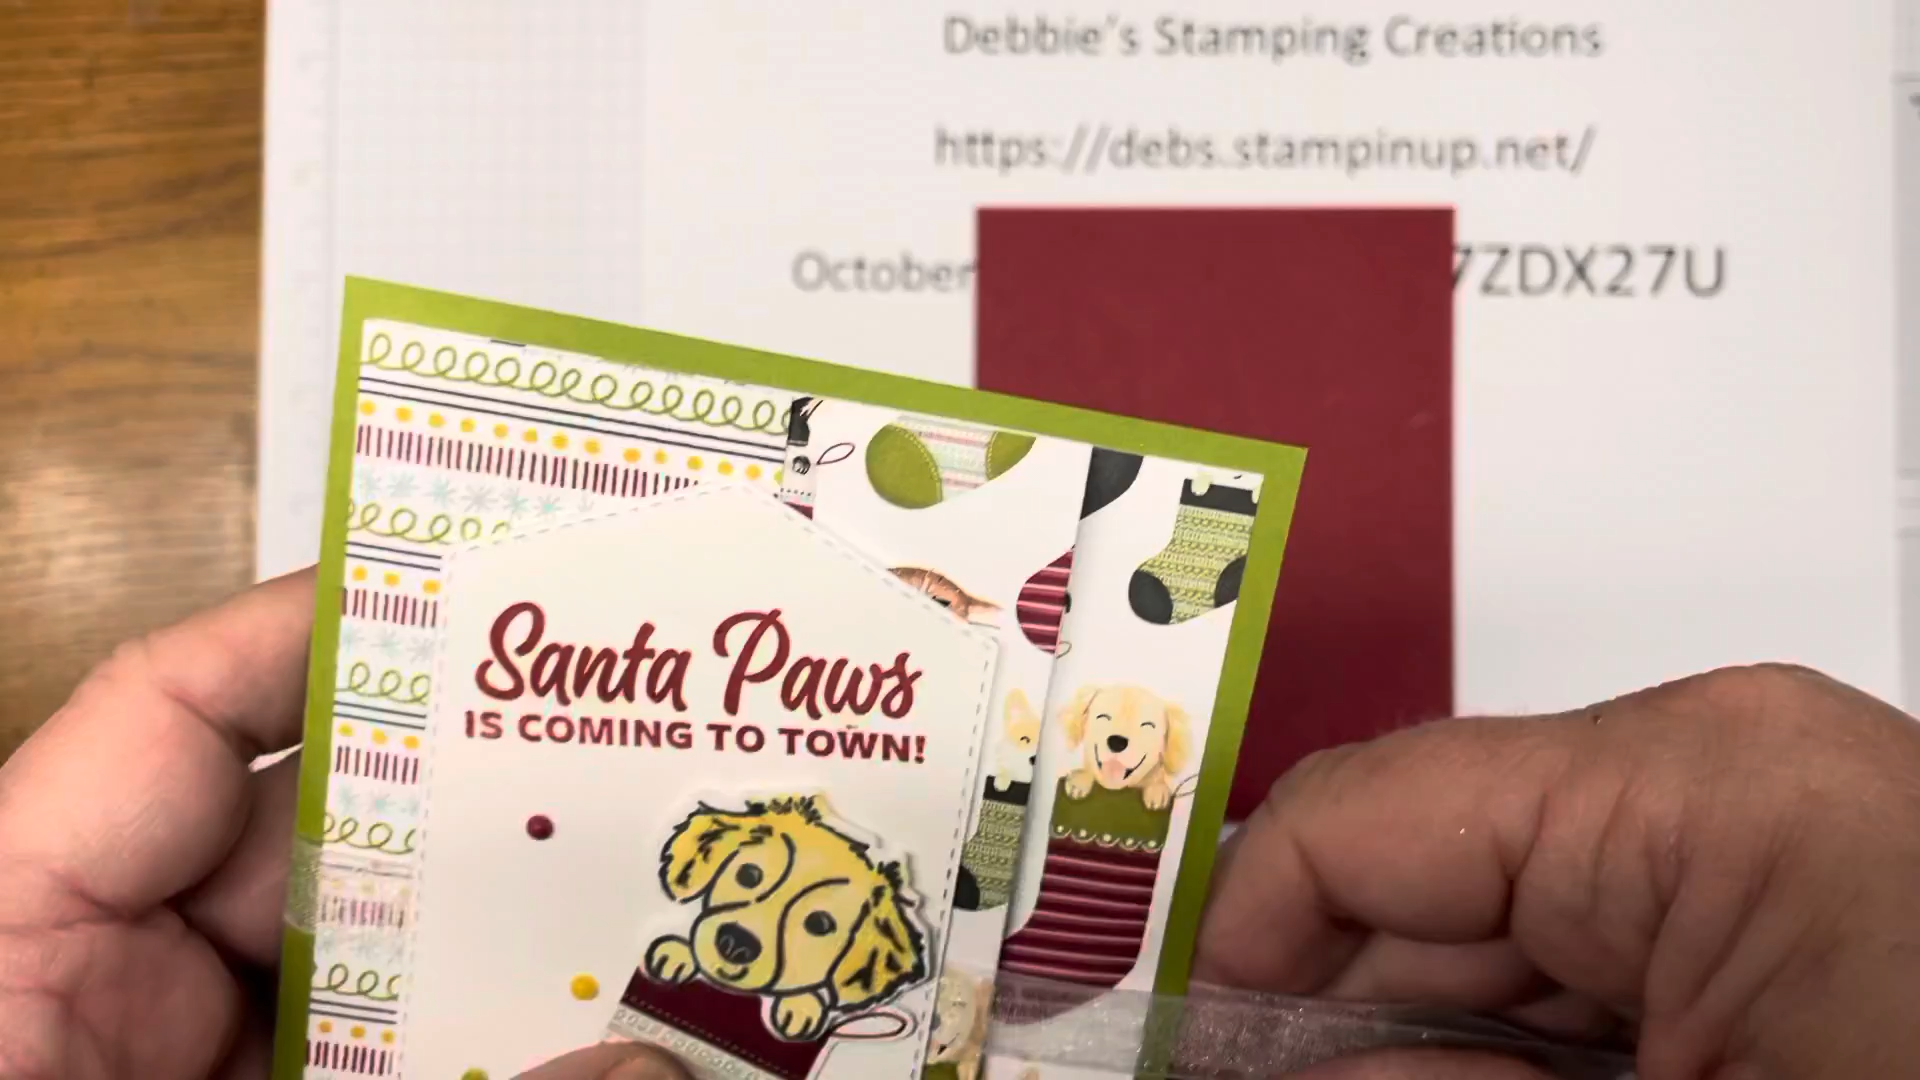 Debbie's Stamping Creations
https://debs.stampinup.net/
October 7ZDX27U
Santa Paws
IS COMING TO TOWN!